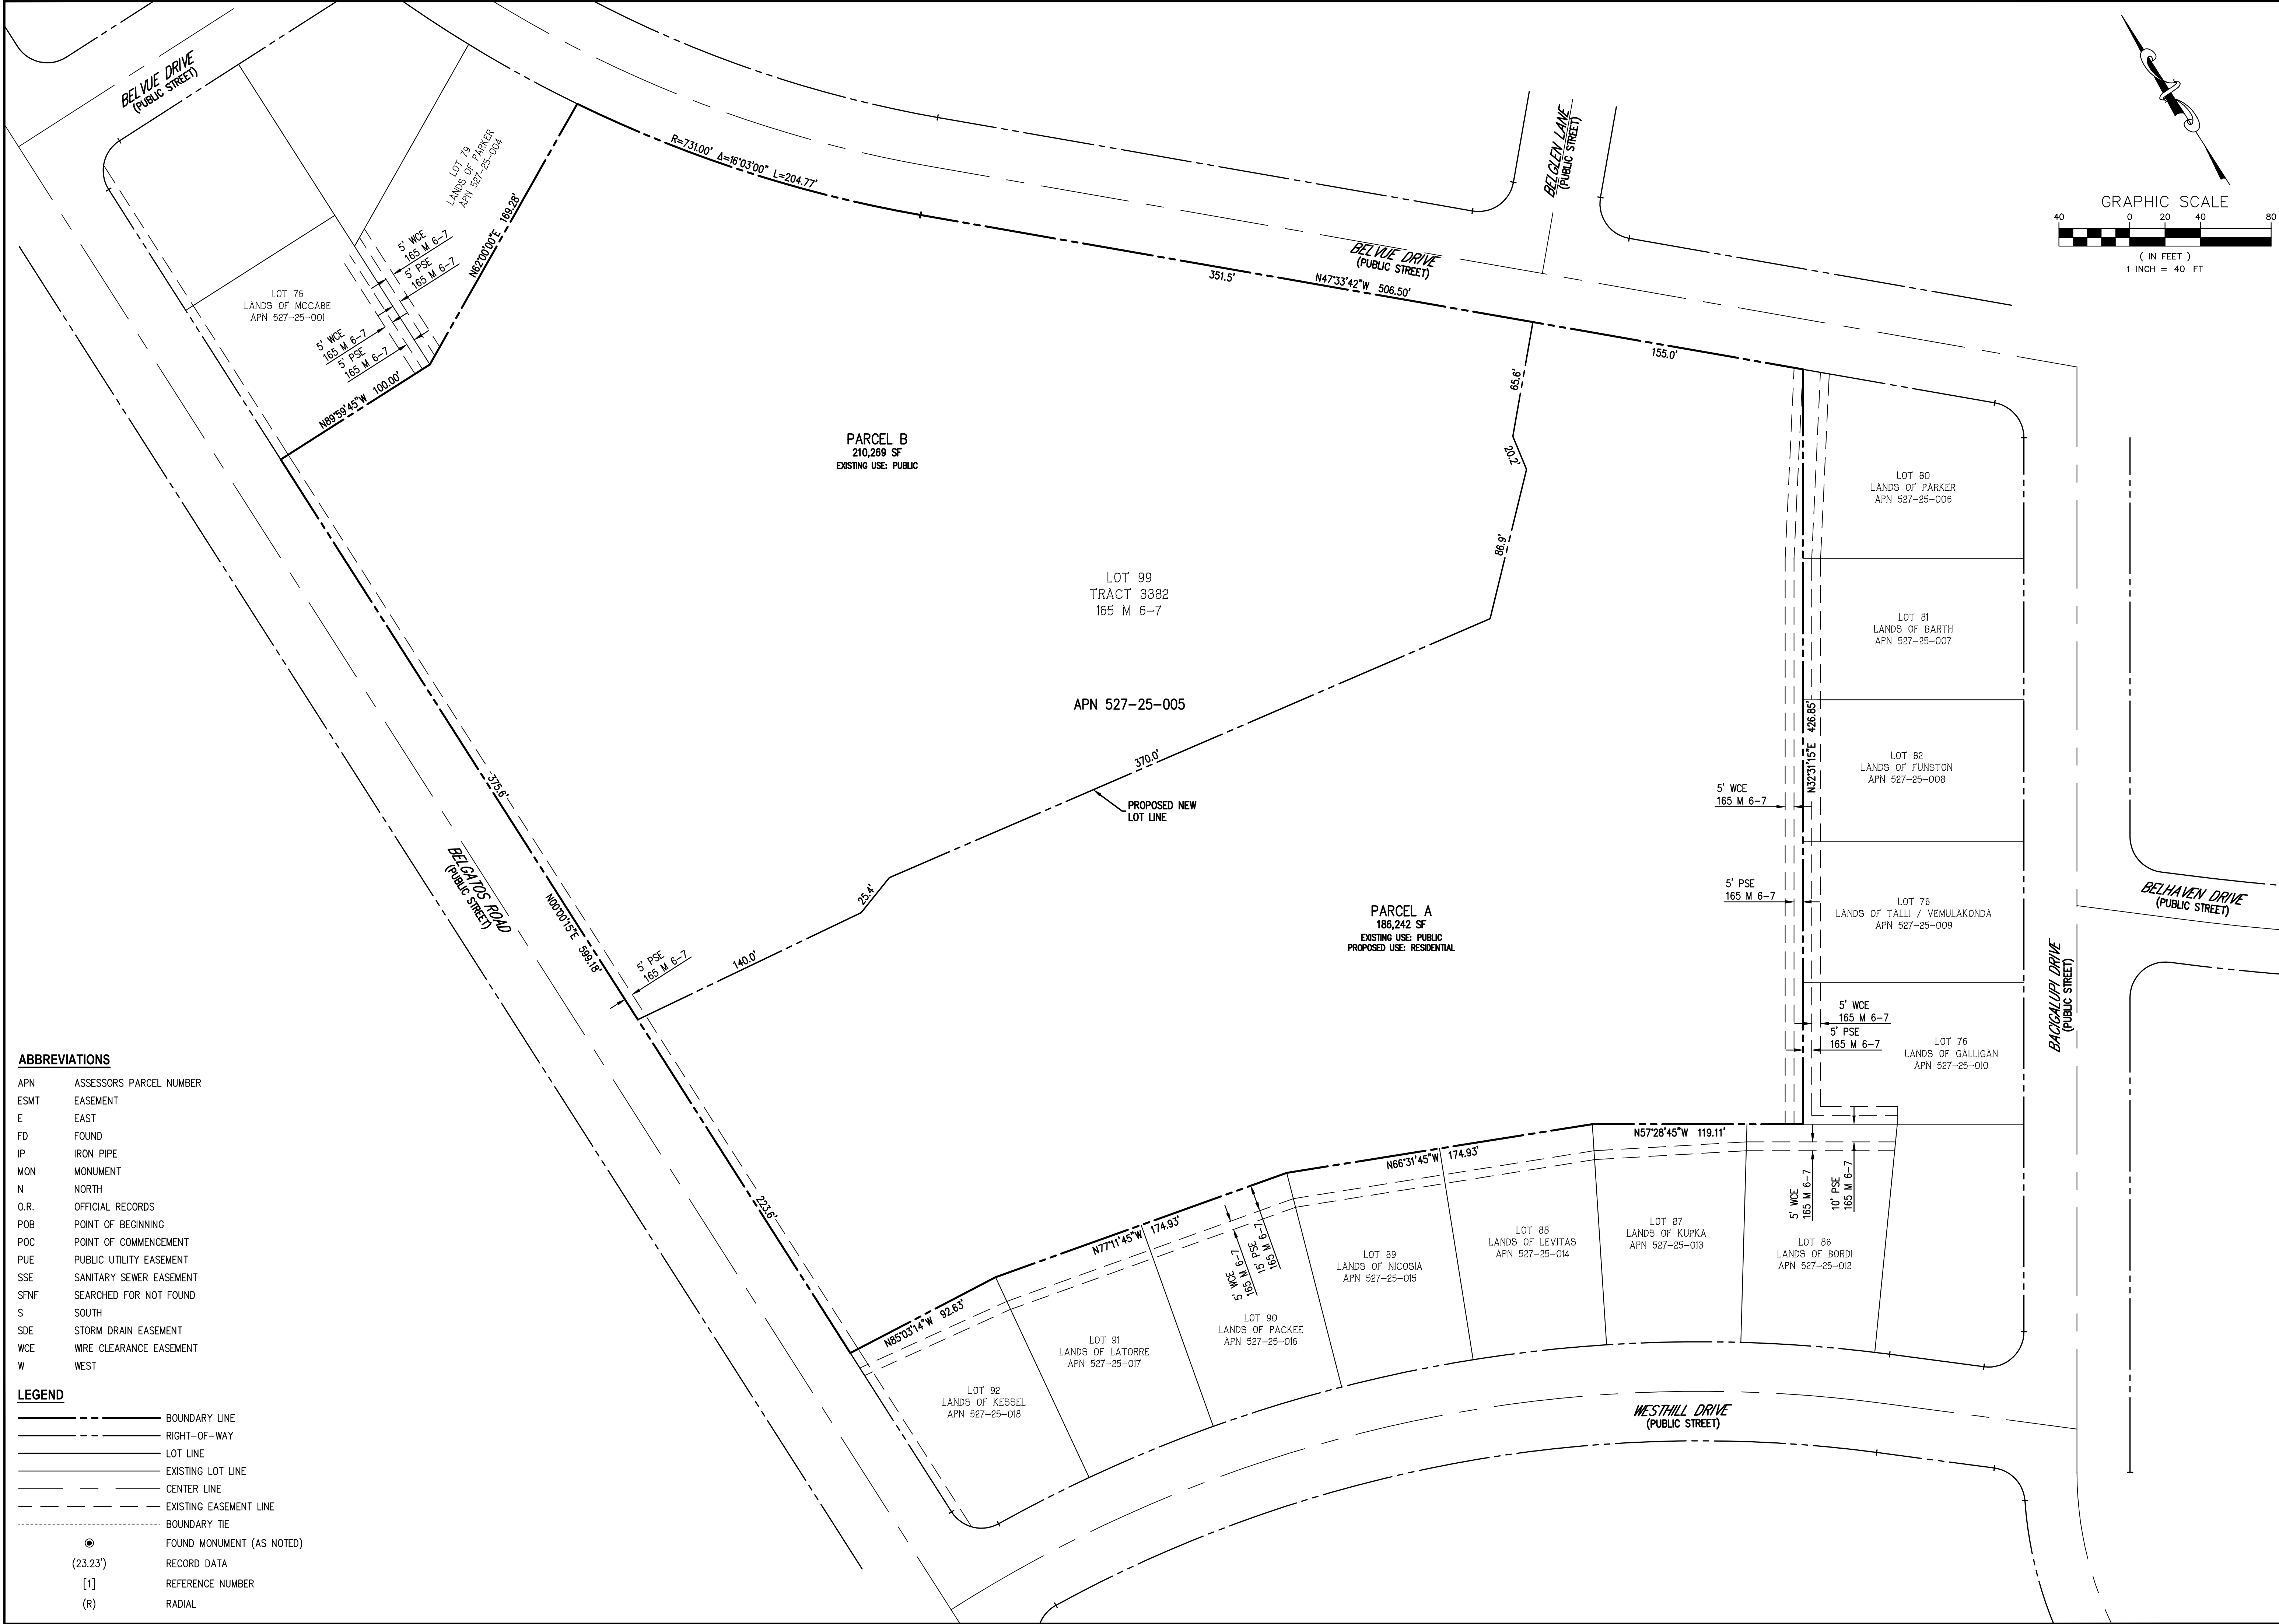 BELVUE DRIVE
(PUBLIC STREET)
LOT 79
LANDS OF PARKER
APN 527-25-004
R=731.00' Δ=16°03'00" L=204.77'
BELGLEN LANE
(PUBLIC STREET)
GRAPHIC SCALE
40 0 20 40 80
( IN FEET )
1 INCH = 40 FT
5' WCE
165 M 6-7
5' PSE
165 M 6-7
N62°00'00"E 169.28'
LOT 76
LANDS OF MCCABE
APN 527-25-001
5' WCE
165 M 6-7
5' PSE
165 M 6-7
N89°59'45"W 100.00'
BELVUE DRIVE
(PUBLIC STREET)
351.5'
N47°33'42"W 506.50'
155.0'
65.6'
20.2'
86.9'
PARCEL B
210,269 SF
EXISTING USE: PUBLIC
LOT 99
TRACT 3382
165 M 6-7
APN 527-25-005
370.0'
PROPOSED NEW
LOT LINE
25.4'
140.0'
375.6'
BELGATOS ROAD
(PUBLIC STREET)
N00°00'15"E 599.18'
5' PSE
165 M 6-7
223.6'
PARCEL A
186,242 SF
EXISTING USE: PUBLIC
PROPOSED USE: RESIDENTIAL
LOT 80
LANDS OF PARKER
APN 527-25-006
LOT 81
LANDS OF BARTH
APN 527-25-007
N32°31'15"E 426.85'
LOT 82
LANDS OF FUNSTON
APN 527-25-008
5' WCE
165 M 6-7
5' PSE
165 M 6-7
LOT 76
LANDS OF TALLI / VEMULAKONDA
APN 527-25-009
5' WCE
165 M 6-7
5' PSE
165 M 6-7
LOT 76
LANDS OF GALLIGAN
APN 527-25-010
BACIGALUPI DRIVE
(PUBLIC STREET)
BELHAVEN DRIVE
(PUBLIC STREET)
N57°28'45"W 119.11'
N66°31'45"W 174.93'
N77°11'45"W 174.93'
N85°03'14"W 92.63'
5' WCE
165 M 6-7
15' PSE
165 M 6-7
5' WCE
165 M 6-7
10' PSE
165 M 6-7
LOT 86
LANDS OF BORDI
APN 527-25-012
LOT 87
LANDS OF KUPKA
APN 527-25-013
LOT 88
LANDS OF LEVITAS
APN 527-25-014
LOT 89
LANDS OF NICOSIA
APN 527-25-015
LOT 90
LANDS OF PACKEE
APN 527-25-016
LOT 91
LANDS OF LATORRE
APN 527-25-017
LOT 92
LANDS OF KESSEL
APN 527-25-018
WESTHILL DRIVE
(PUBLIC STREET)
ABBREVIATIONS
APN ASSESSORS PARCEL NUMBER
ESMT EASEMENT
E EAST
FD FOUND
IP IRON PIPE
MON MONUMENT
N NORTH
O.R. OFFICIAL RECORDS
POB POINT OF BEGINNING
POC POINT OF COMMENCEMENT
PUE PUBLIC UTILITY EASEMENT
SSE SANITARY SEWER EASEMENT
SFNF SEARCHED FOR NOT FOUND
S SOUTH
SDE STORM DRAIN EASEMENT
WCE WIRE CLEARANCE EASEMENT
W WEST
LEGEND
BOUNDARY LINE
RIGHT-OF-WAY
LOT LINE
EXISTING LOT LINE
CENTER LINE
EXISTING EASEMENT LINE
BOUNDARY TIE
FOUND MONUMENT (AS NOTED)
(23.23') RECORD DATA
[1] REFERENCE NUMBER
(R) RADIAL